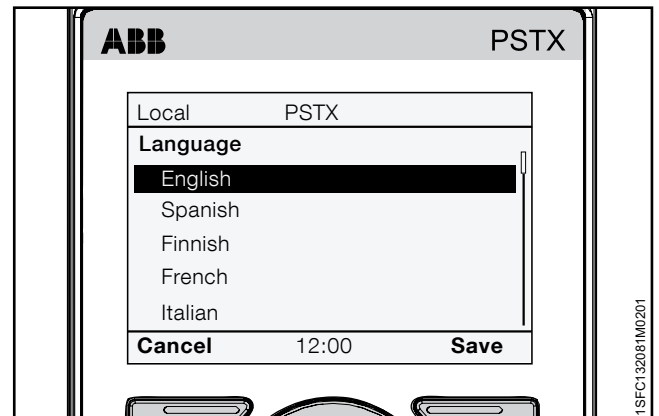 ABB PSTX
Local PSTX
Language
English
Spanish
Finnish
French
Italian
Cancel 12:00 Save
1SFC132081M0201